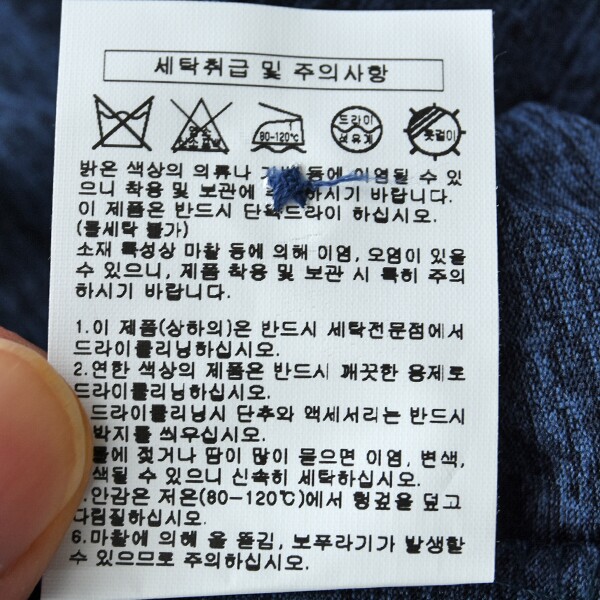 세탁취급 및 주의사항
80-120℃
드라이
석유계
옷걸이
밝은 색상의 의류나 등에 이염될 수 있
으니 착용 및 보관에 하시기 바랍니다.
이 제품은 반드시 단독드라이 하십시오.
(물세탁 불가)
소재 특성상 마찰 등에 의해 이염, 오염이 있을
수 있으니, 제품 착용 및 보관 시 특히 주의
하시기 바랍니다.
1.이 제품(상하의)은 반드시 세탁전문점에서
드라이클리닝하십시오.
2.연한 색상의 제품은 반드시 깨끗한 용제로
드라이클리닝하십시오.
드라이클리닝시 단추와 액세서리는 반드시
박지를 씌우십시오.
물에 젖거나 땀이 많이 묻으면 이염, 변색,
색될 수 있으니 신속히 세탁하십시오.
안감은 저온(80-120℃)에서 헝겊을 덮고
다림질하십시오.
6.마찰에 의헤 올 뜯김, 보푸라기가 발생할
수 있으므로 주의하십시오.